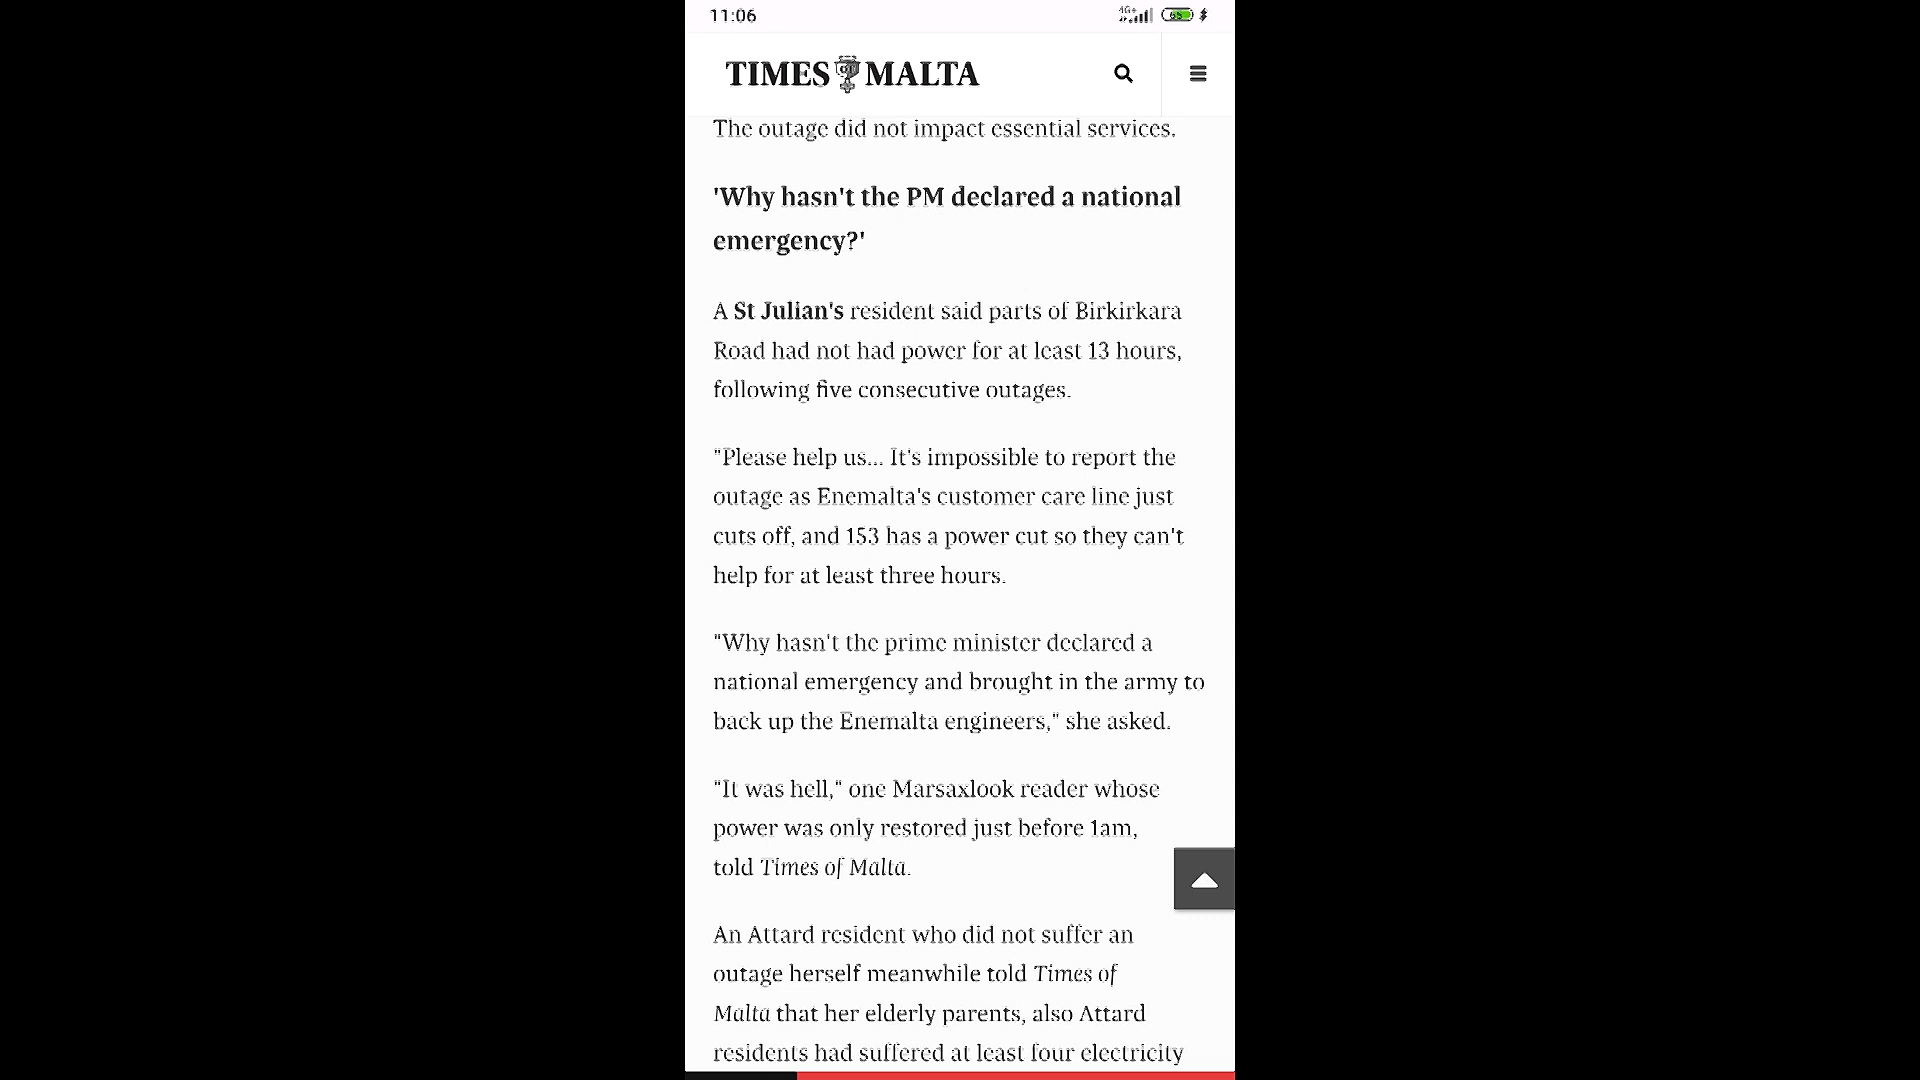 11:06
4G+
65
TIMES MALTA
The outage did not impact essential services.
'Why hasn't the PM declared a national
emergency?'
A St Julian's resident said parts of Birkirkara
Road had not had power for at least 13 hours,
following five consecutive outages.
"Please help us... It's impossible to report the
outage as Enemalta's customer care line just
cuts off, and 153 has a power cut so they can't
help for at least three hours.
"Why hasn't the prime minister declared a
national emergency and brought in the army to
back up the Enemalta engineers," she asked.
"It was hell," one Marsaxlook reader whose
power was only restored just before 1am,
told Times of Malta.
An Attard resident who did not suffer an
outage herself meanwhile told Times of
Malta that her elderly parents, also Attard
residents had suffered at least four electricity